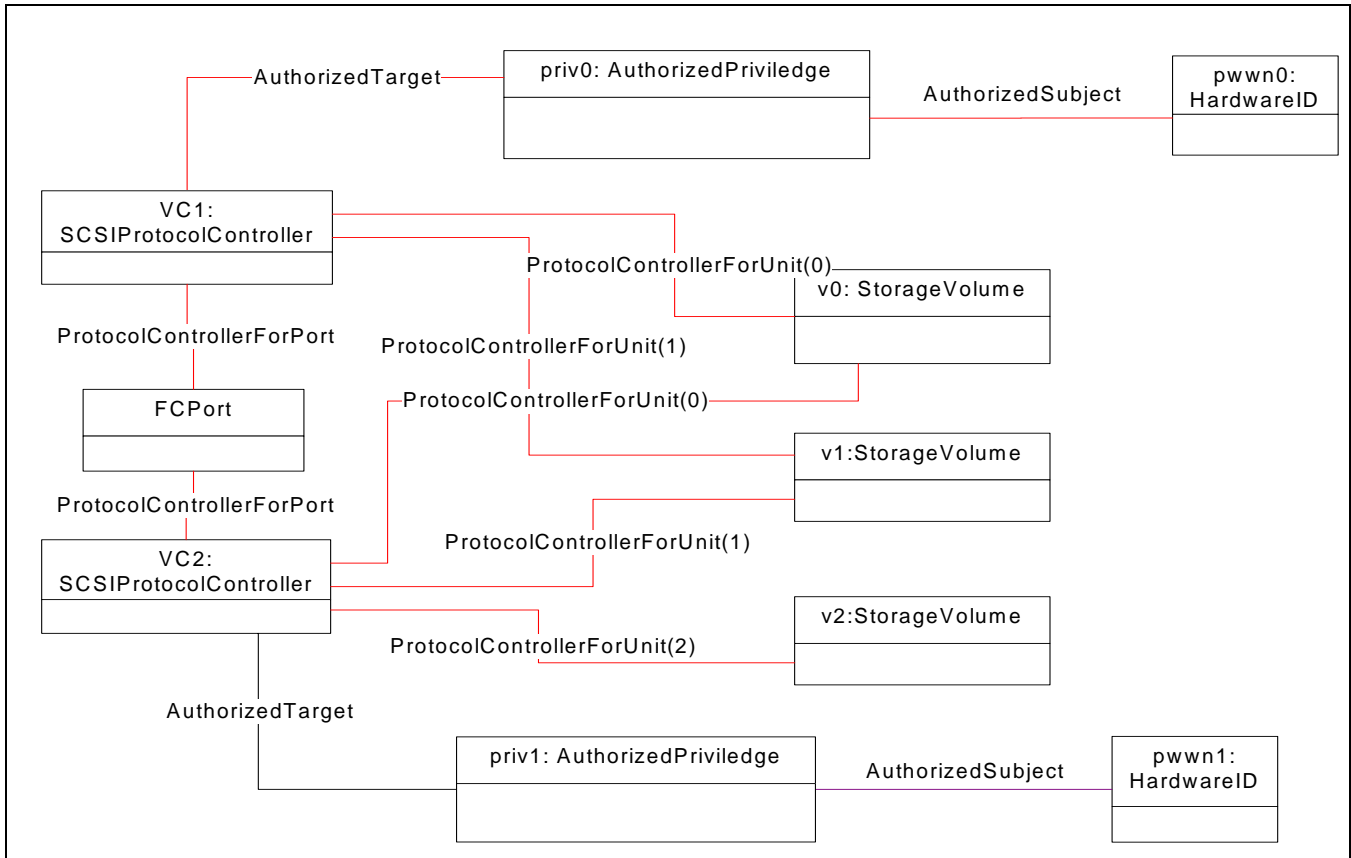 AuthorizedTarget
priv0: AuthorizedPriviledge
AuthorizedSubject
pwwn0:
HardwareID
VC1:
SCSIProtocolController
ProtocolControllerForUnit(0)
v0: StorageVolume
ProtocolControllerForPort
ProtocolControllerForUnit(1)
FCPort
ProtocolControllerForUnit(0)
v1:StorageVolume
ProtocolControllerForPort
ProtocolControllerForUnit(1)
VC2:
SCSIProtocolController
v2:StorageVolume
ProtocolControllerForUnit(2)
AuthorizedTarget
priv1: AuthorizedPriviledge
AuthorizedSubject
pwwn1:
HardwareID